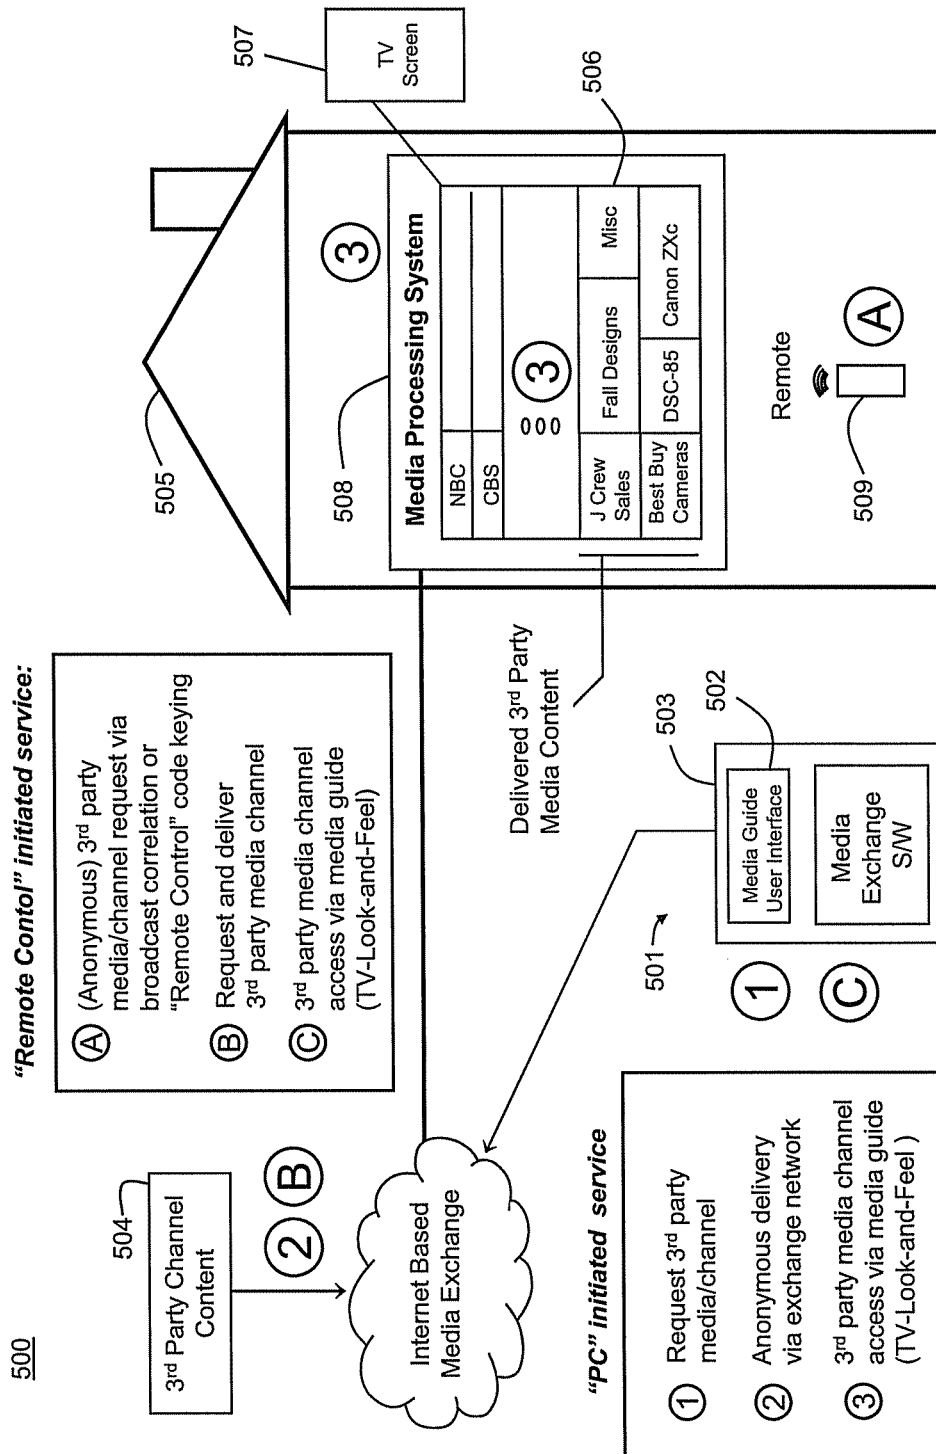 500
3rd Party Channel
Content
504
2
B
Internet Based
Media Exchange
"Remote Contol" initiated service:
A (Anonymous) 3rd party
media/channel request via
broadcast correlation or
"Remote Control" code keying
B Request and deliver
3rd party media channel
C 3rd party media channel
access via media guide
(TV-Look-and-Feel)
"PC" initiated service
1 Request 3rd party
media/channel
2 Anonymous delivery
via exchange network
3 3rd party media channel
access via media guide
(TV-Look-and-Feel )
501
1
C
503
502
Media Guide
User Interface
Media
Exchange
S/W
Delivered 3rd Party
Media Content
505
508
3
Media Processing System
NBC
CBS
000
3
J Crew
Sales
Fall Designs
Misc
Best Buy
Cameras
DSC-85
Canon ZXc
507
TV
Screen
506
Remote
509
A